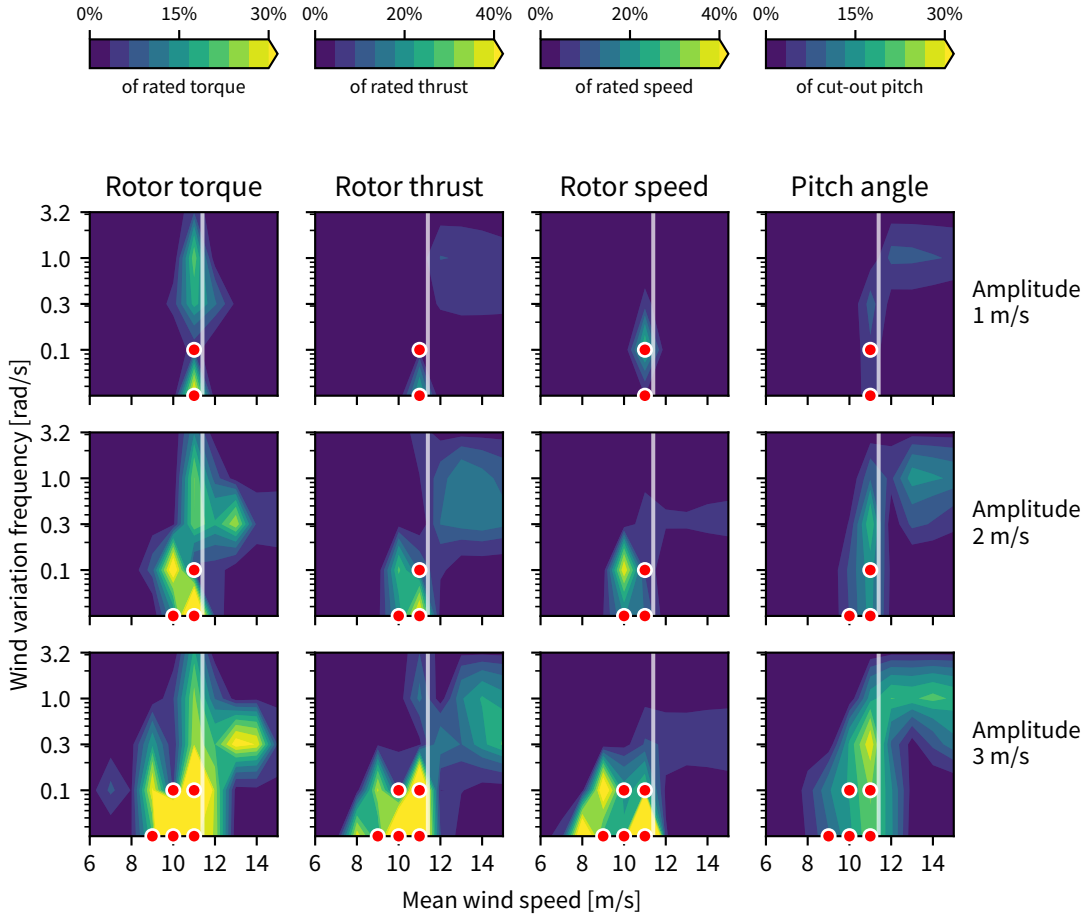 0% 15% 30% 0% 20% 40% 0% 20% 40% 0% 15% 30%
of rated torque of rated thrust of rated speed of cut-out pitch
Rotor torque Rotor thrust Rotor speed Pitch angle
3.2
1.0
0.3
0.1
Amplitude
1 m/s
Wind variation frequency [rad/s]
3.2
1.0
0.3
0.1
Amplitude
2 m/s
3.2
1.0
0.3
0.1
Amplitude
3 m/s
6 8 10 12 14 6 8 10 12 14 6 8 10 12 14 6 8 10 12 14
Mean wind speed [m/s]